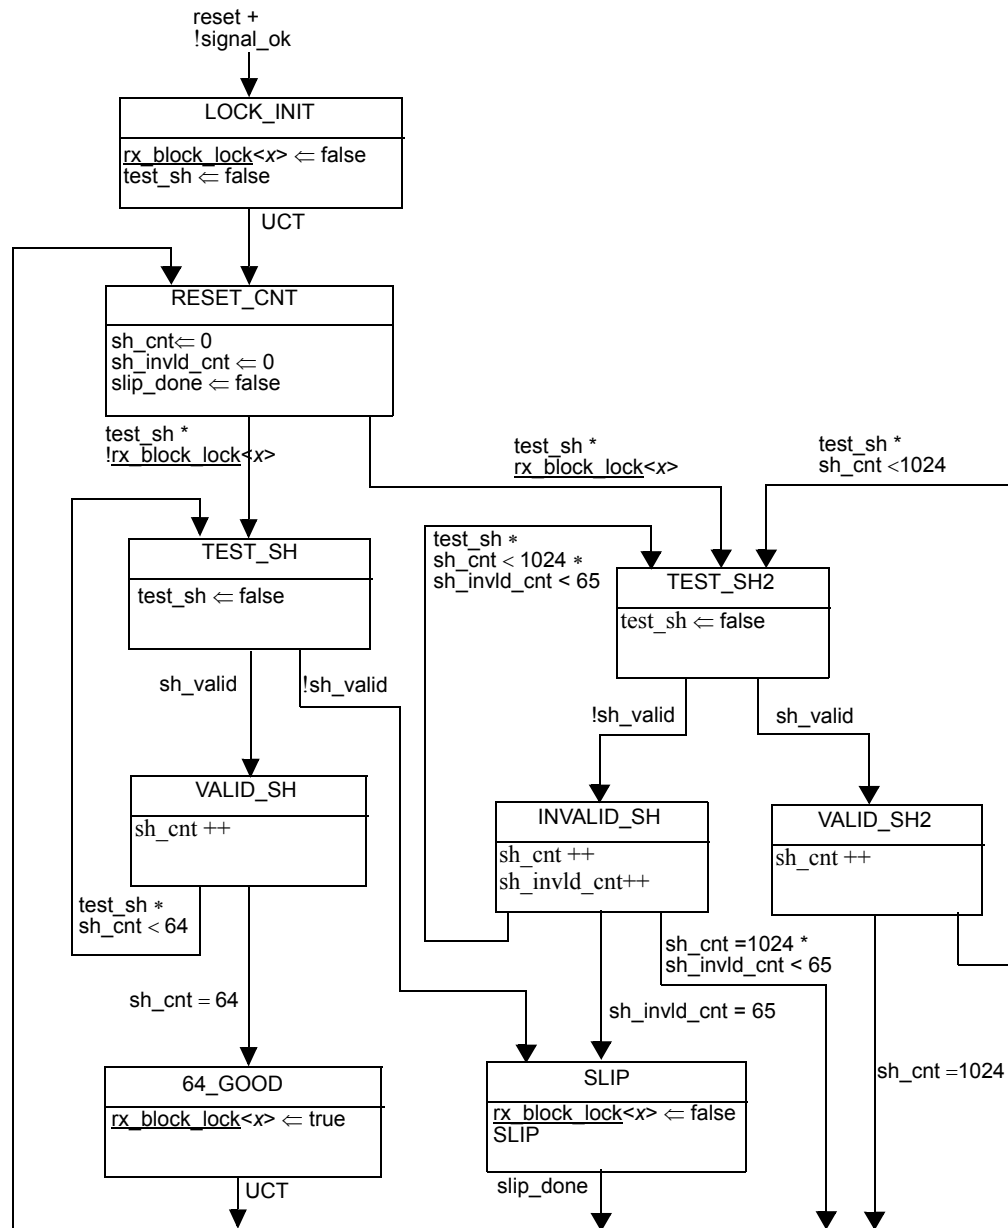 reset +
!signal_ok
LOCK_INIT
rx_block_lock<x> ⇐ false
test_sh ⇐ false
UCT
RESET_CNT
sh_cnt⇐ 0
sh_invld_cnt ⇐ 0
slip_done ⇐ false
test_sh *
!rx_block_lock<x>
test_sh *
rx_block_lock<x>
test_sh *
sh_cnt <1024
TEST_SH
test_sh ⇐ false
test_sh *
sh_cnt < 1024 *
sh_invld_cnt < 65
TEST_SH2
test_sh ⇐ false
sh_valid
!sh_valid
!sh_valid
sh_valid
VALID_SH
sh_cnt ++
INVALID_SH
sh_cnt ++
sh_invld_cnt++
VALID_SH2
sh_cnt ++
test_sh *
sh_cnt < 64
sh_cnt =1024 *
sh_invld_cnt < 65
sh_cnt = 64
sh_invld_cnt = 65
sh_cnt =1024
64_GOOD
rx_block_lock<x> ⇐ true
SLIP
rx_block_lock<x> ⇐ false
SLIP
UCT
slip_done